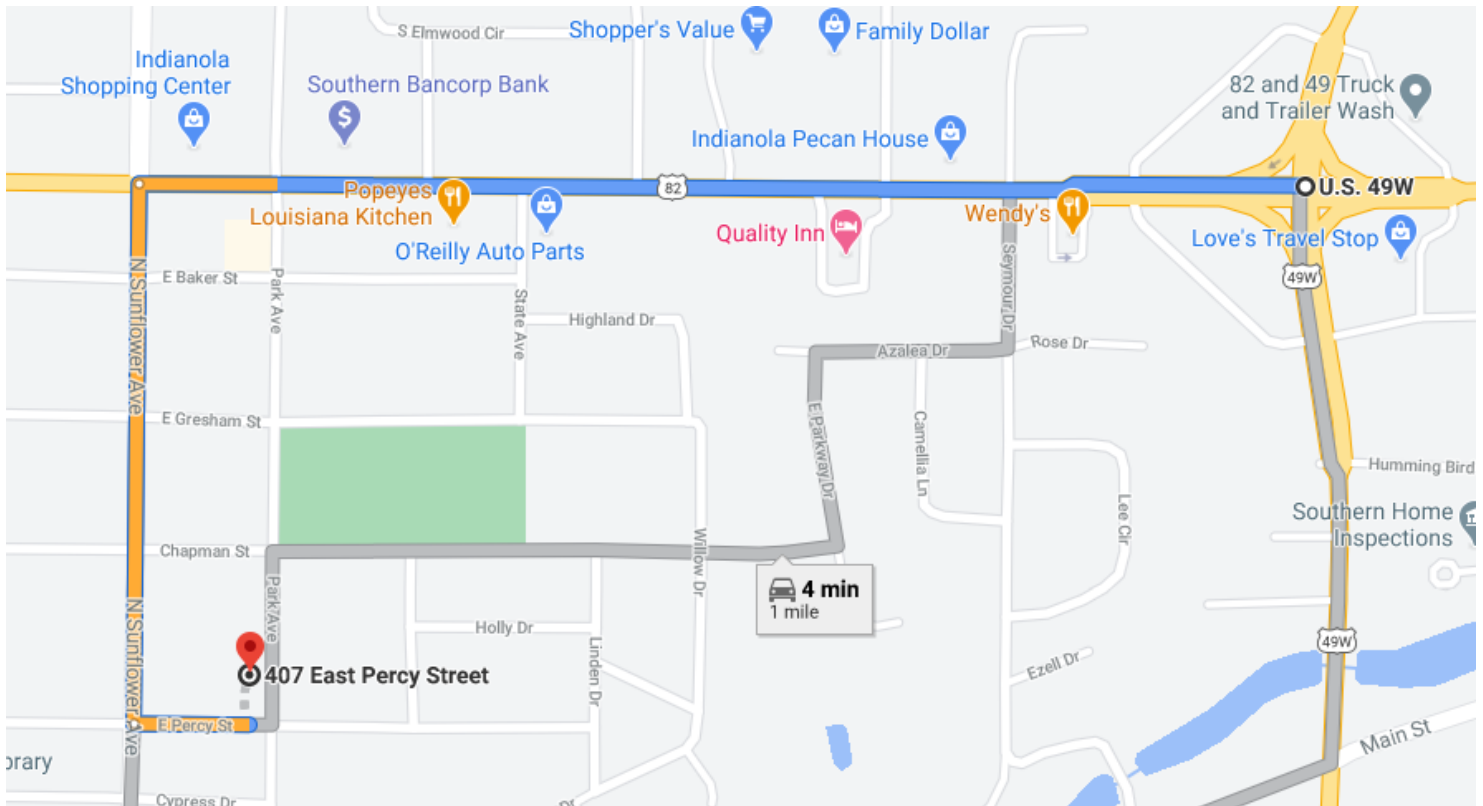 S Elmwood Cir
Shopper's Value
Family Dollar
Indianola
Shopping Center
Southern Bancorp Bank
$
82 and 49 Truck
and Trailer Wash
Indianola Pecan House
Popeyes
Louisiana Kitchen
82
U.S. 49W
O'Reilly Auto Parts
Quality Inn
Wendy's
Love's Travel Stop
49W
E Baker St
N Sunflower Ave
Park Ave
State Ave
Highland Dr
Seymour Dr
Azalea Dr
Rose Dr
E Gresham St
E Parkway Dr
Camellia Ln
Lee Cir
Humming Bird
Southern Home
Inspections
Chapman St
Willow Dr
4 min
1 mile
N Sunflower Ave
Park Ave
Holly Dr
Linden Dr
49W
Ezell Dr
407 East Percy Street
E Percy St
Main St
brary
Cypress Dr
Dr